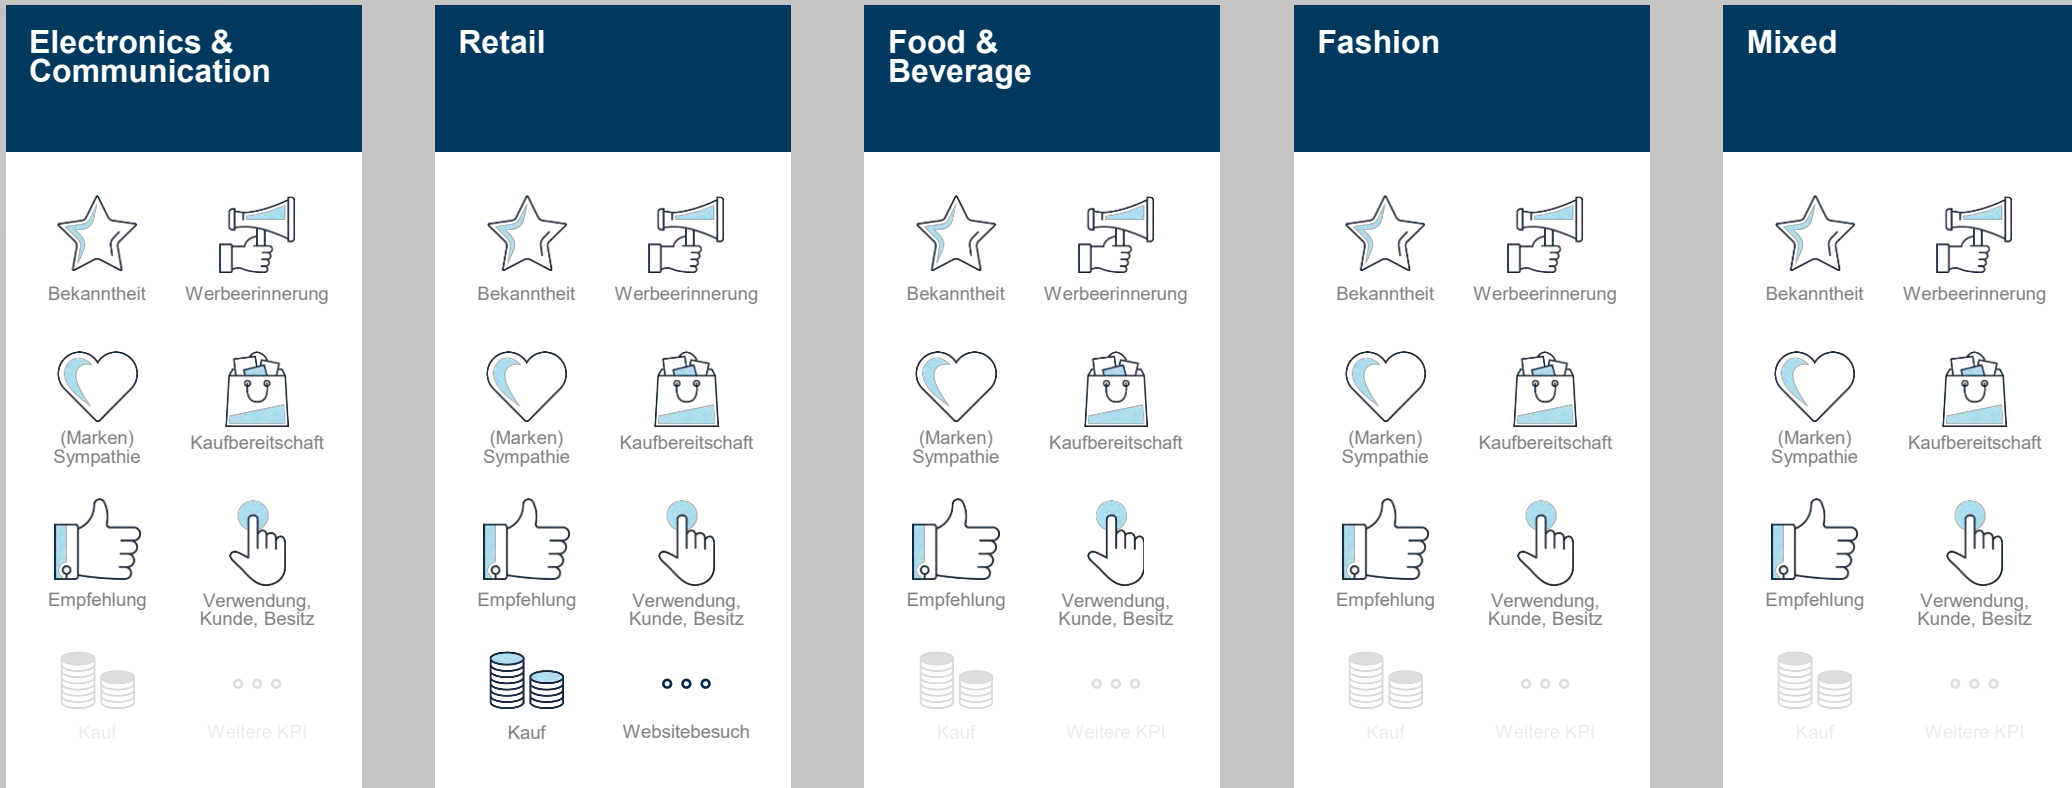 Electronics &
Communication
Bekanntheit
Werbeerinnerung
(Marken)
Sympathie
Kaufbereitschaft
Empfehlung
Verwendung,
Kunde, Besitz
Kauf
Weitere KPI
Retail
Bekanntheit
Werbeerinnerung
(Marken)
Sympathie
Kaufbereitschaft
Empfehlung
Verwendung,
Kunde, Besitz
Kauf
Websitebesuch
Food &
Beverage
Bekanntheit
Werbeerinnerung
(Marken)
Sympathie
Kaufbereitschaft
Empfehlung
Verwendung,
Kunde, Besitz
Kauf
Weitere KPI
Fashion
Bekanntheit
Werbeerinnerung
(Marken)
Sympathie
Kaufbereitschaft
Empfehlung
Verwendung,
Kunde, Besitz
Kauf
Weitere KPI
Mixed
Bekanntheit
Werbeerinnerung
(Marken)
Sympathie
Kaufbereitschaft
Empfehlung
Verwendung,
Kunde, Besitz
Kauf
Weitere KPI